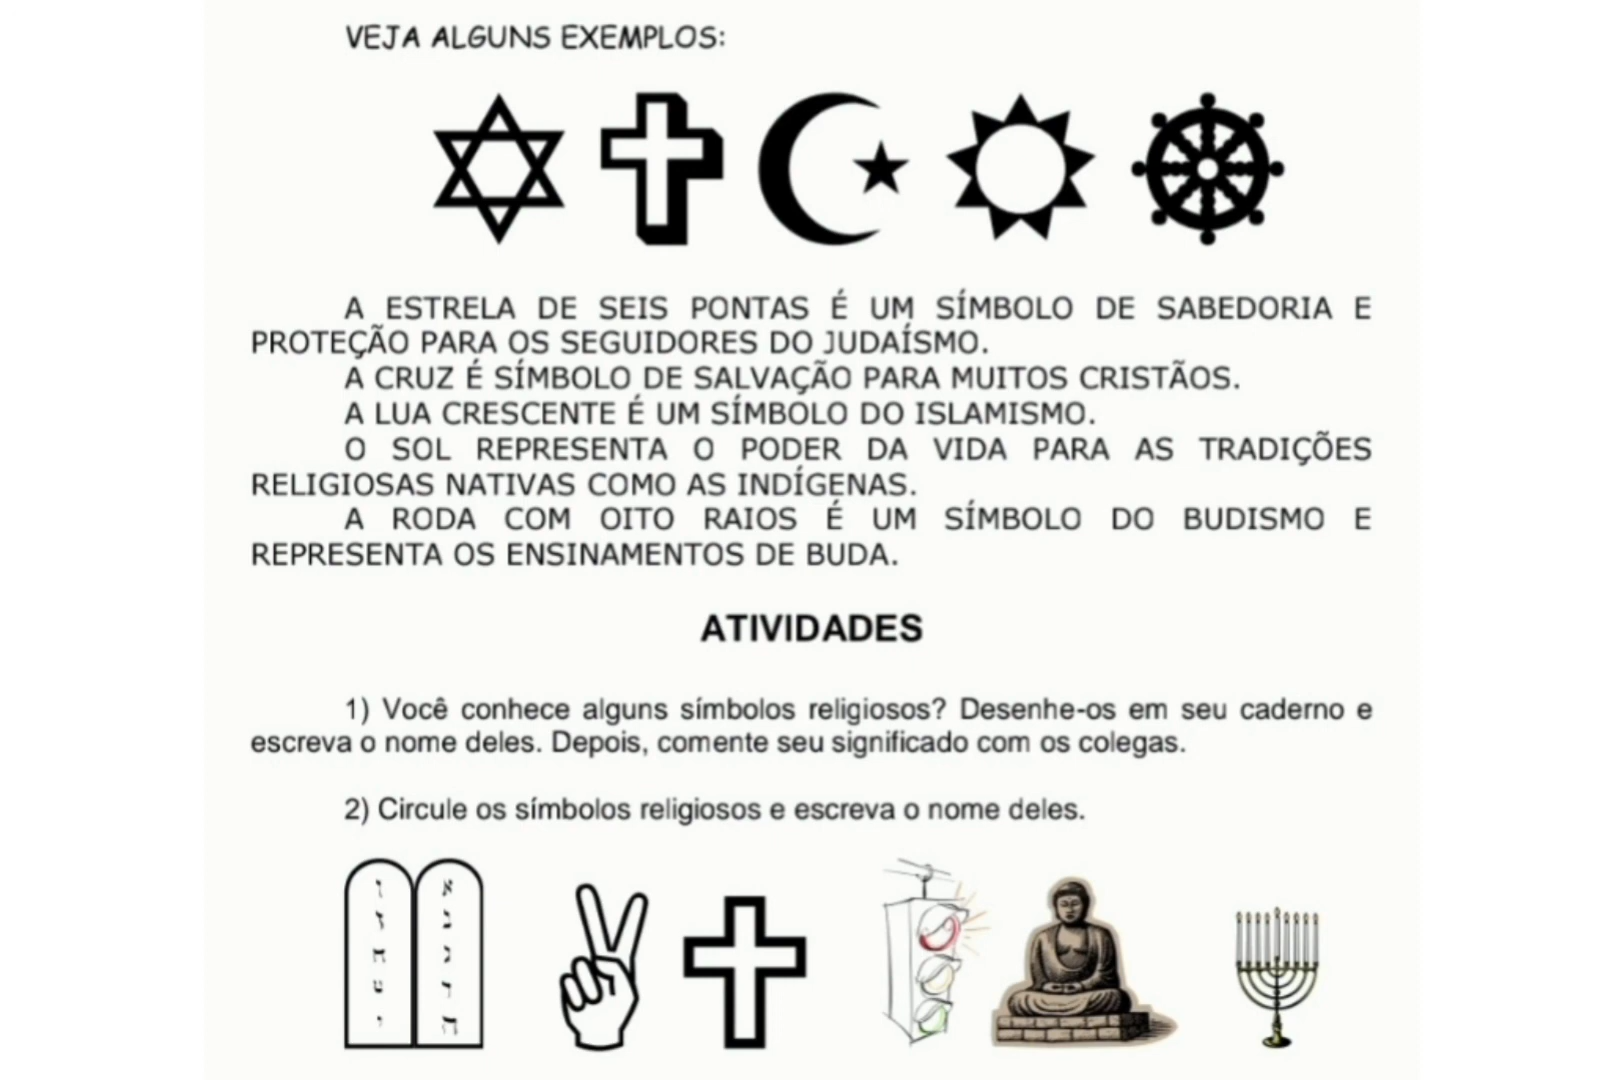 VEJA ALGUNS EXEMPLOS:
A ESTRELA DE SEIS PONTAS É UM SÍMBOLO DE SABEDORIA E
PROTEÇÃO PARA OS SEGUIDORES DO JUDAÍSMO.
A CRUZ É SÍMBOLO DE SALVAÇÃO PARA MUITOS CRISTÃOS.
A LUA CRESCENTE É UM SÍMBOLO DO ISLAMISMO.
O SOL REPRESENTA O PODER DA VIDA PARA AS TRADIÇÕES
RELIGIOSAS NATIVAS COMO AS INDÍGENAS.
A RODA COM OITO RAIOS É UM SÍMBOLO DO BUDISMO E
REPRESENTA OS ENSINAMENTOS DE BUDA.
ATIVIDADES
1) Você conhece alguns símbolos religiosos? Desenhe-os em seu caderno e
escreva o nome deles. Depois, comente seu significado com os colegas.
2) Circule os símbolos religiosos e escreva o nome deles.